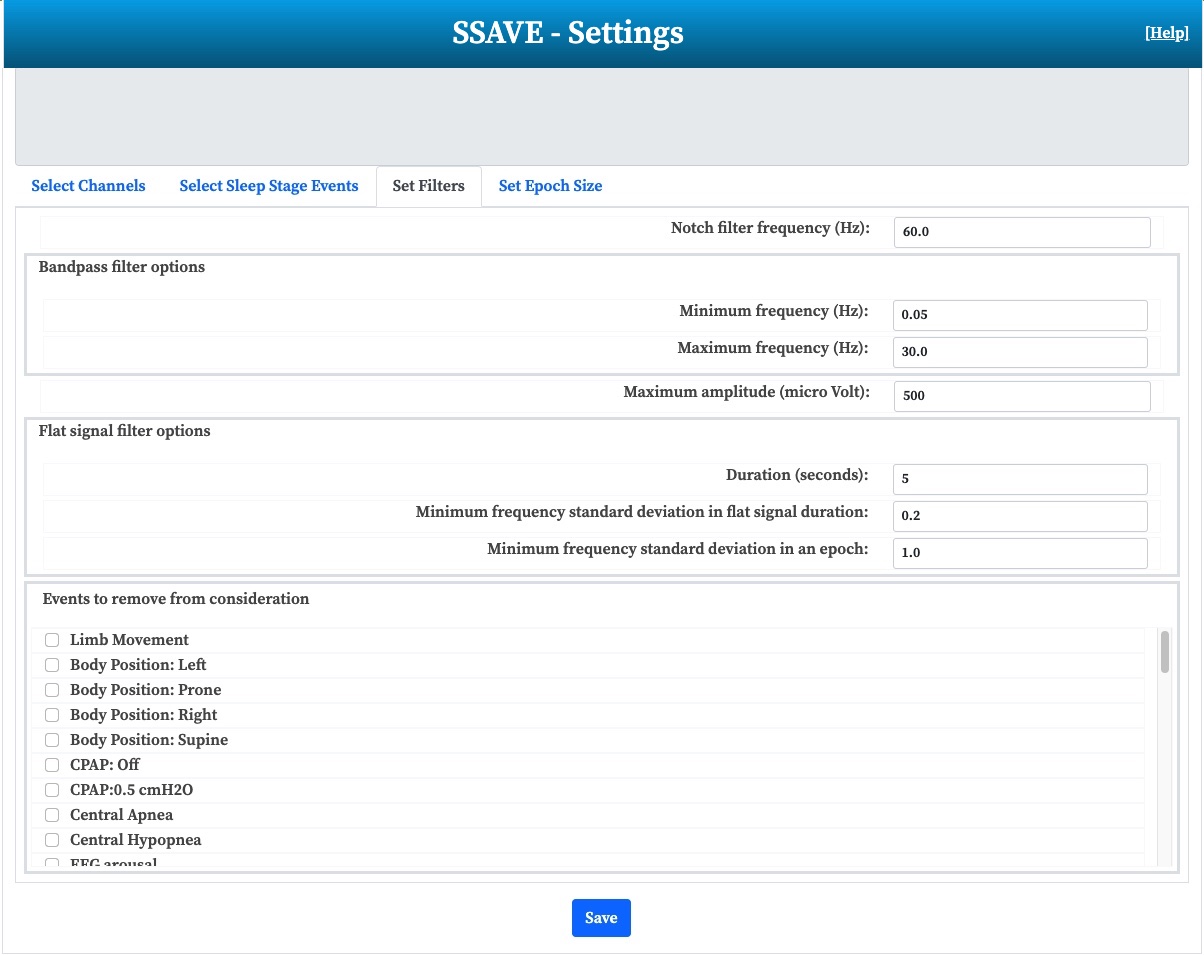 SSAVE - Settings
[Help]
Select Channels
Select Sleep Stage Events
Set Filters
Set Epoch Size
Notch filter frequency (Hz):
60.0
Bandpass filter options
Minimum frequency (Hz):
0.05
Maximum frequency (Hz):
30.0
Maximum amplitude (micro Volt):
500
Flat signal filter options
Duration (seconds):
5
Minimum frequency standard deviation in flat signal duration:
0.2
Minimum frequency standard deviation in an epoch:
1.0
Events to remove from consideration
Limb Movement
Body Position: Left
Body Position: Prone
Body Position: Right
Body Position: Supine
CPAP: Off
CPAP:0.5 cmH2O
Central Apnea
Central Hypopnea
EEG arousal
Save